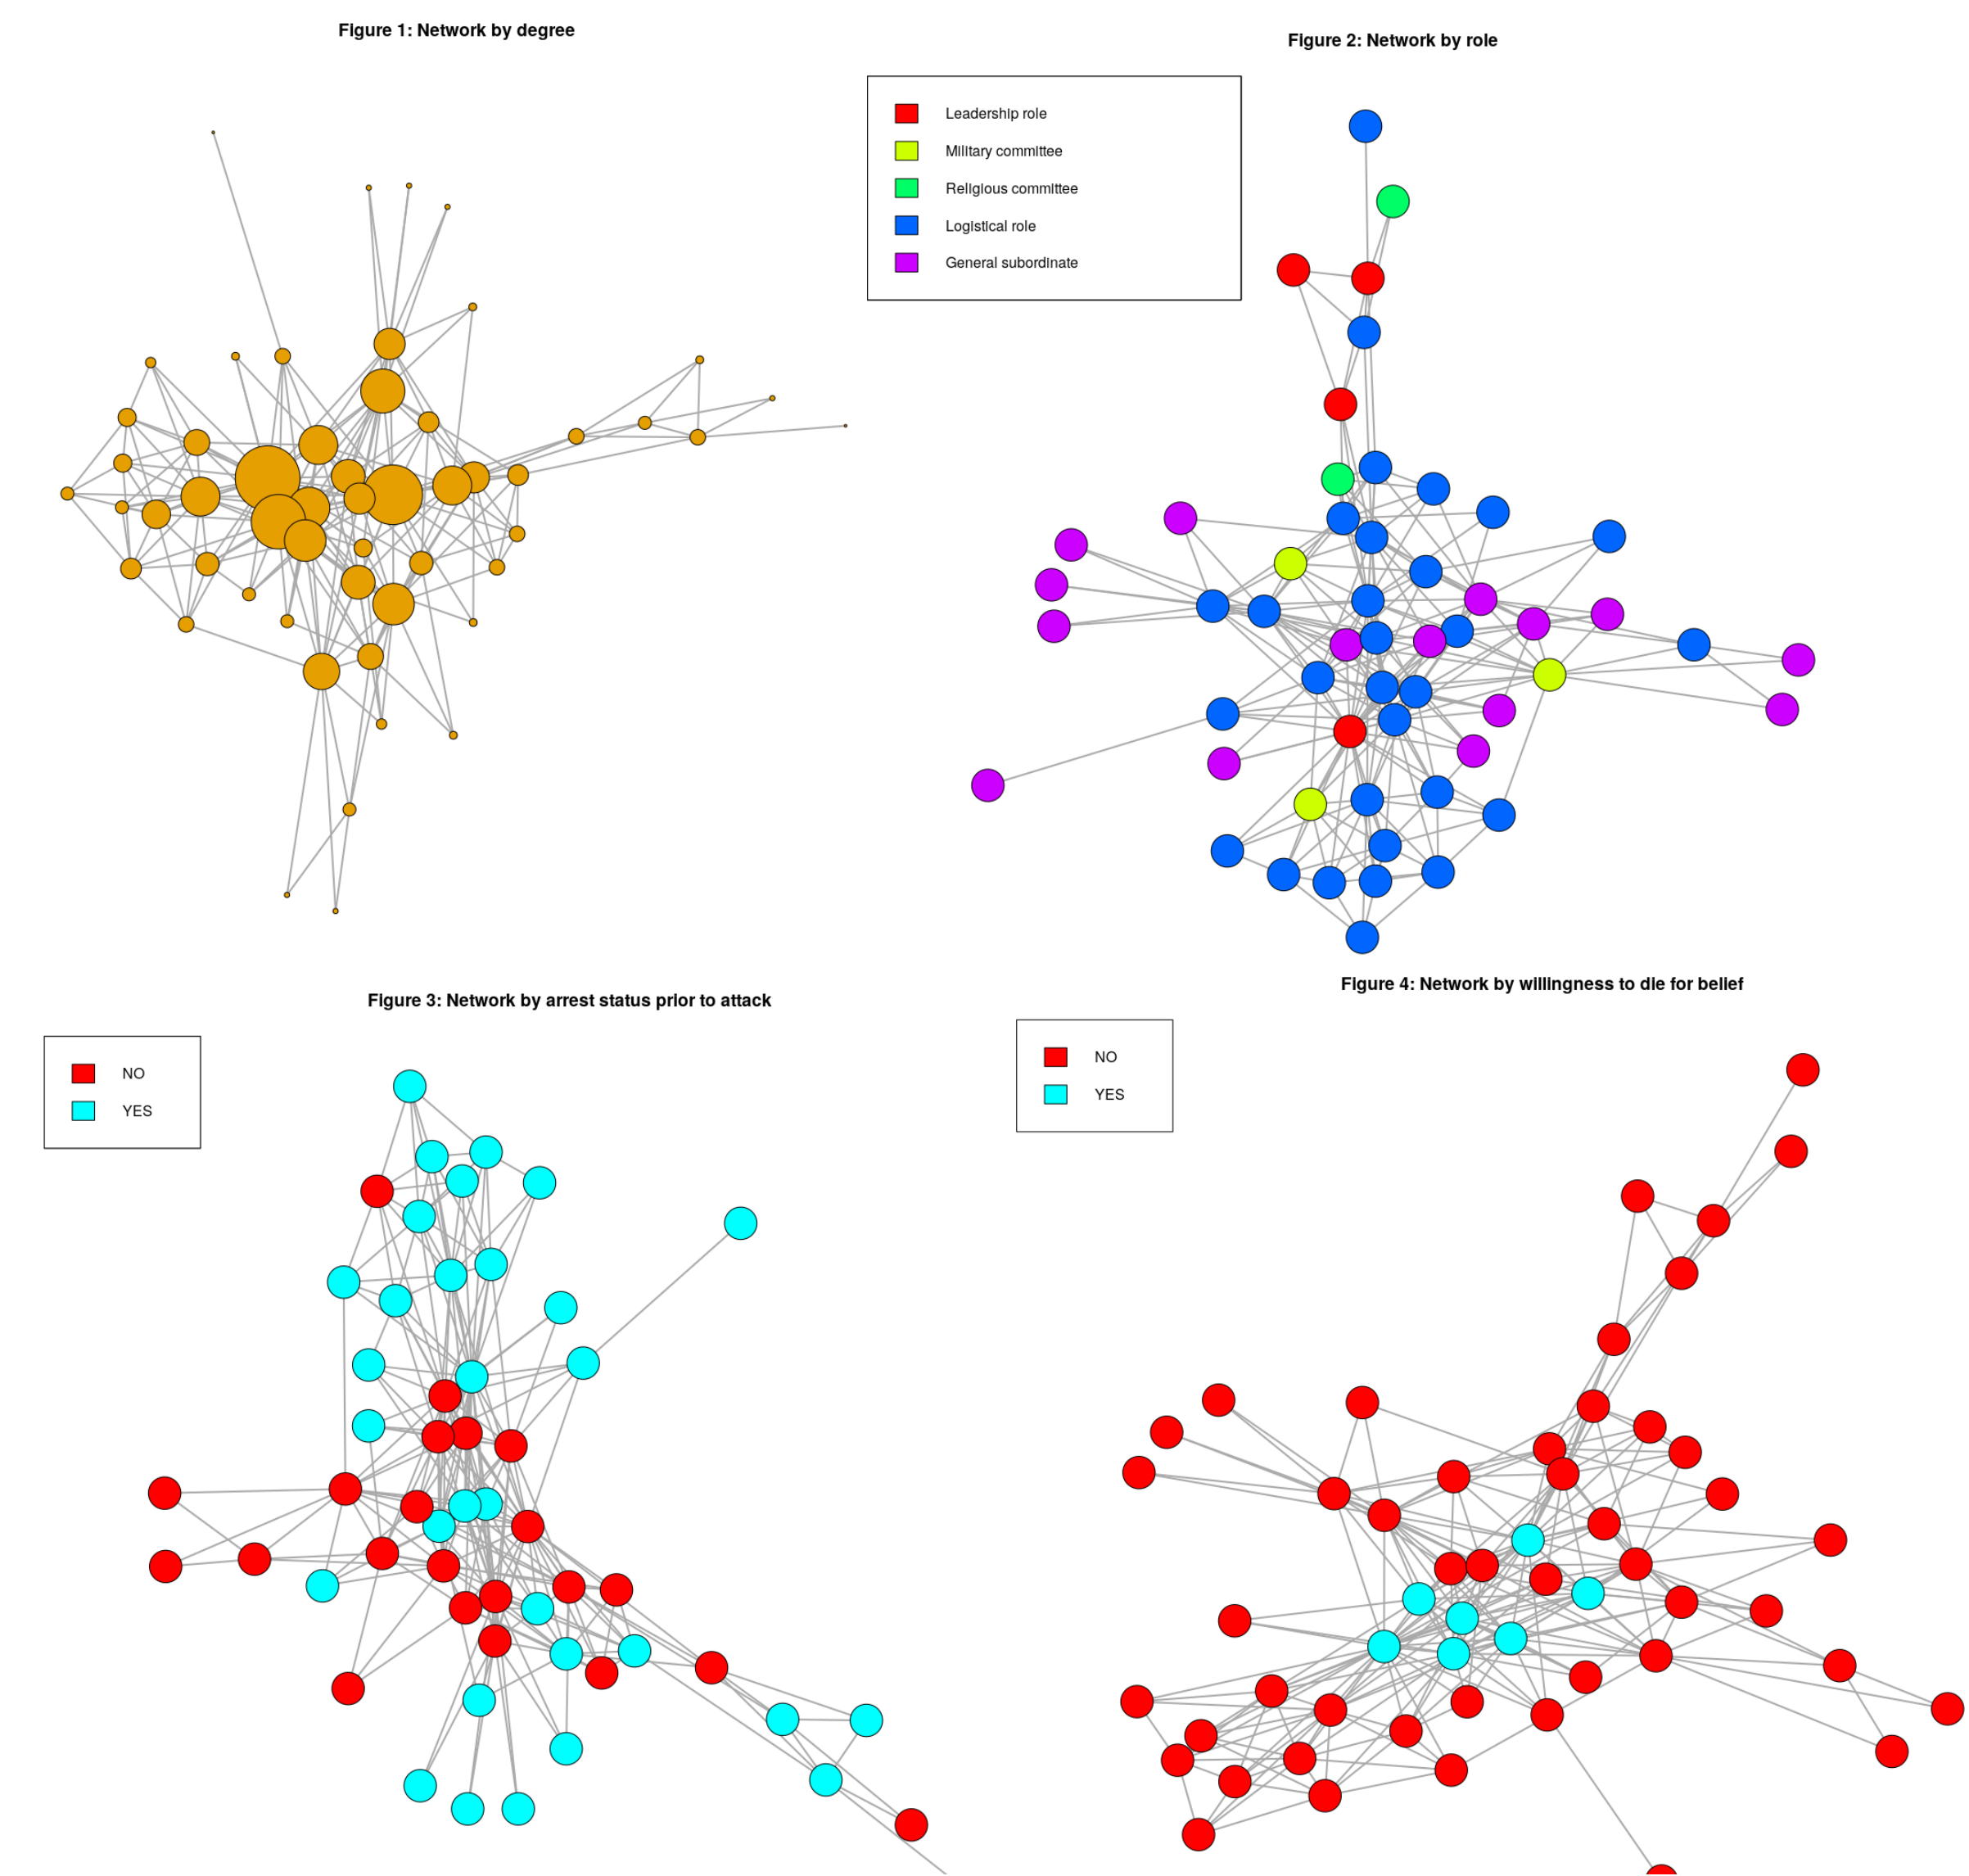 Figure 1: Network by degree
Figure 2: Network by role
Leadership role
Military committee
Religious committee
Logistical role
General subordinate
Figure 3: Network by arrest status prior to attack
NO
YES
Figure 4: Network by willingness to die for belief
NO
YES